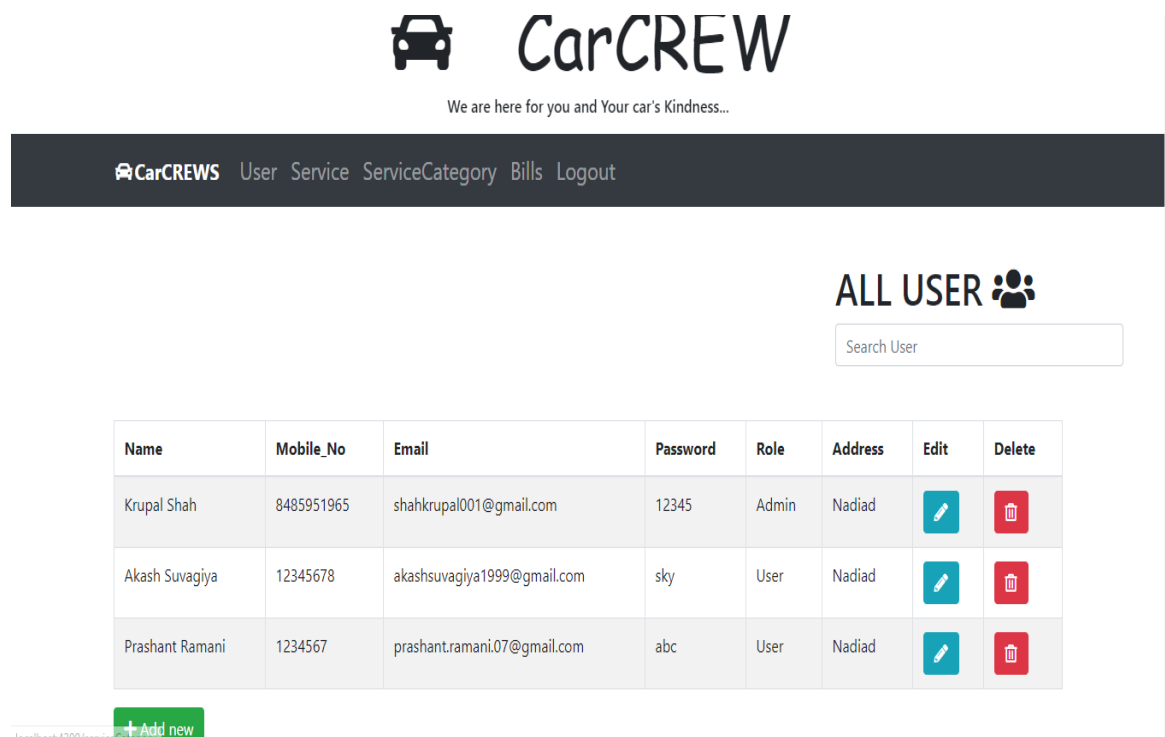 CarCREW
We are here for you and Your car's Kindness...
CarCREWS User Service ServiceCategory Bills Logout
ALL USER
Search User
Name Mobile_No Email Password Role Address Edit Delete
Krupal Shah 8485951965 shahkrupal001@gmail.com 12345 Admin Nadiad
Akash Suvagiya 12345678 akashsuvagiya1999@gmail.com sky User Nadiad
Prashant Ramani 1234567 prashant.ramani.07@gmail.com abc User Nadiad
+ Add new